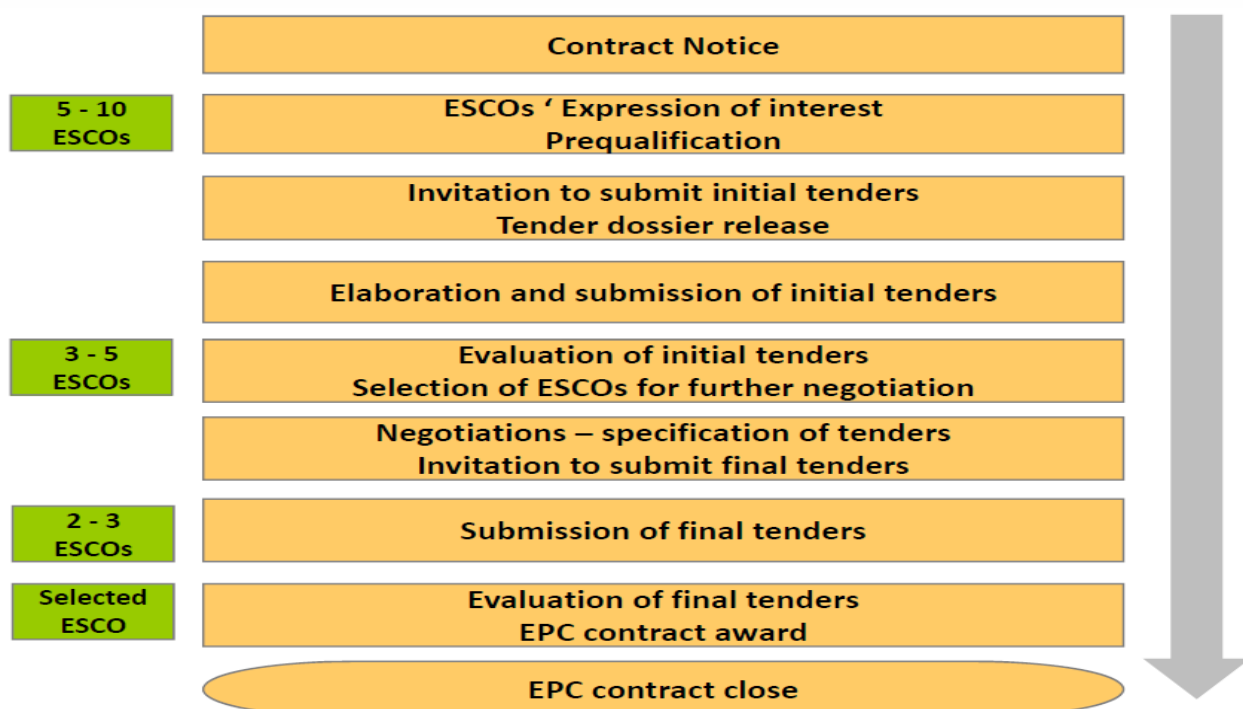 Contract Notice
5 - 10
ESCOs
ESCOs ‘ Expression of interest
Prequalification
Invitation to submit initial tenders
Tender dossier release
Elaboration and submission of initial tenders
3 - 5
ESCOs
Evaluation of initial tenders
Selection of ESCOs for further negotiation
Negotiations – specification of tenders
Invitation to submit final tenders
2 - 3
ESCOs
Submission of final tenders
Selected
ESCO
Evaluation of final tenders
EPC contract award
EPC contract close